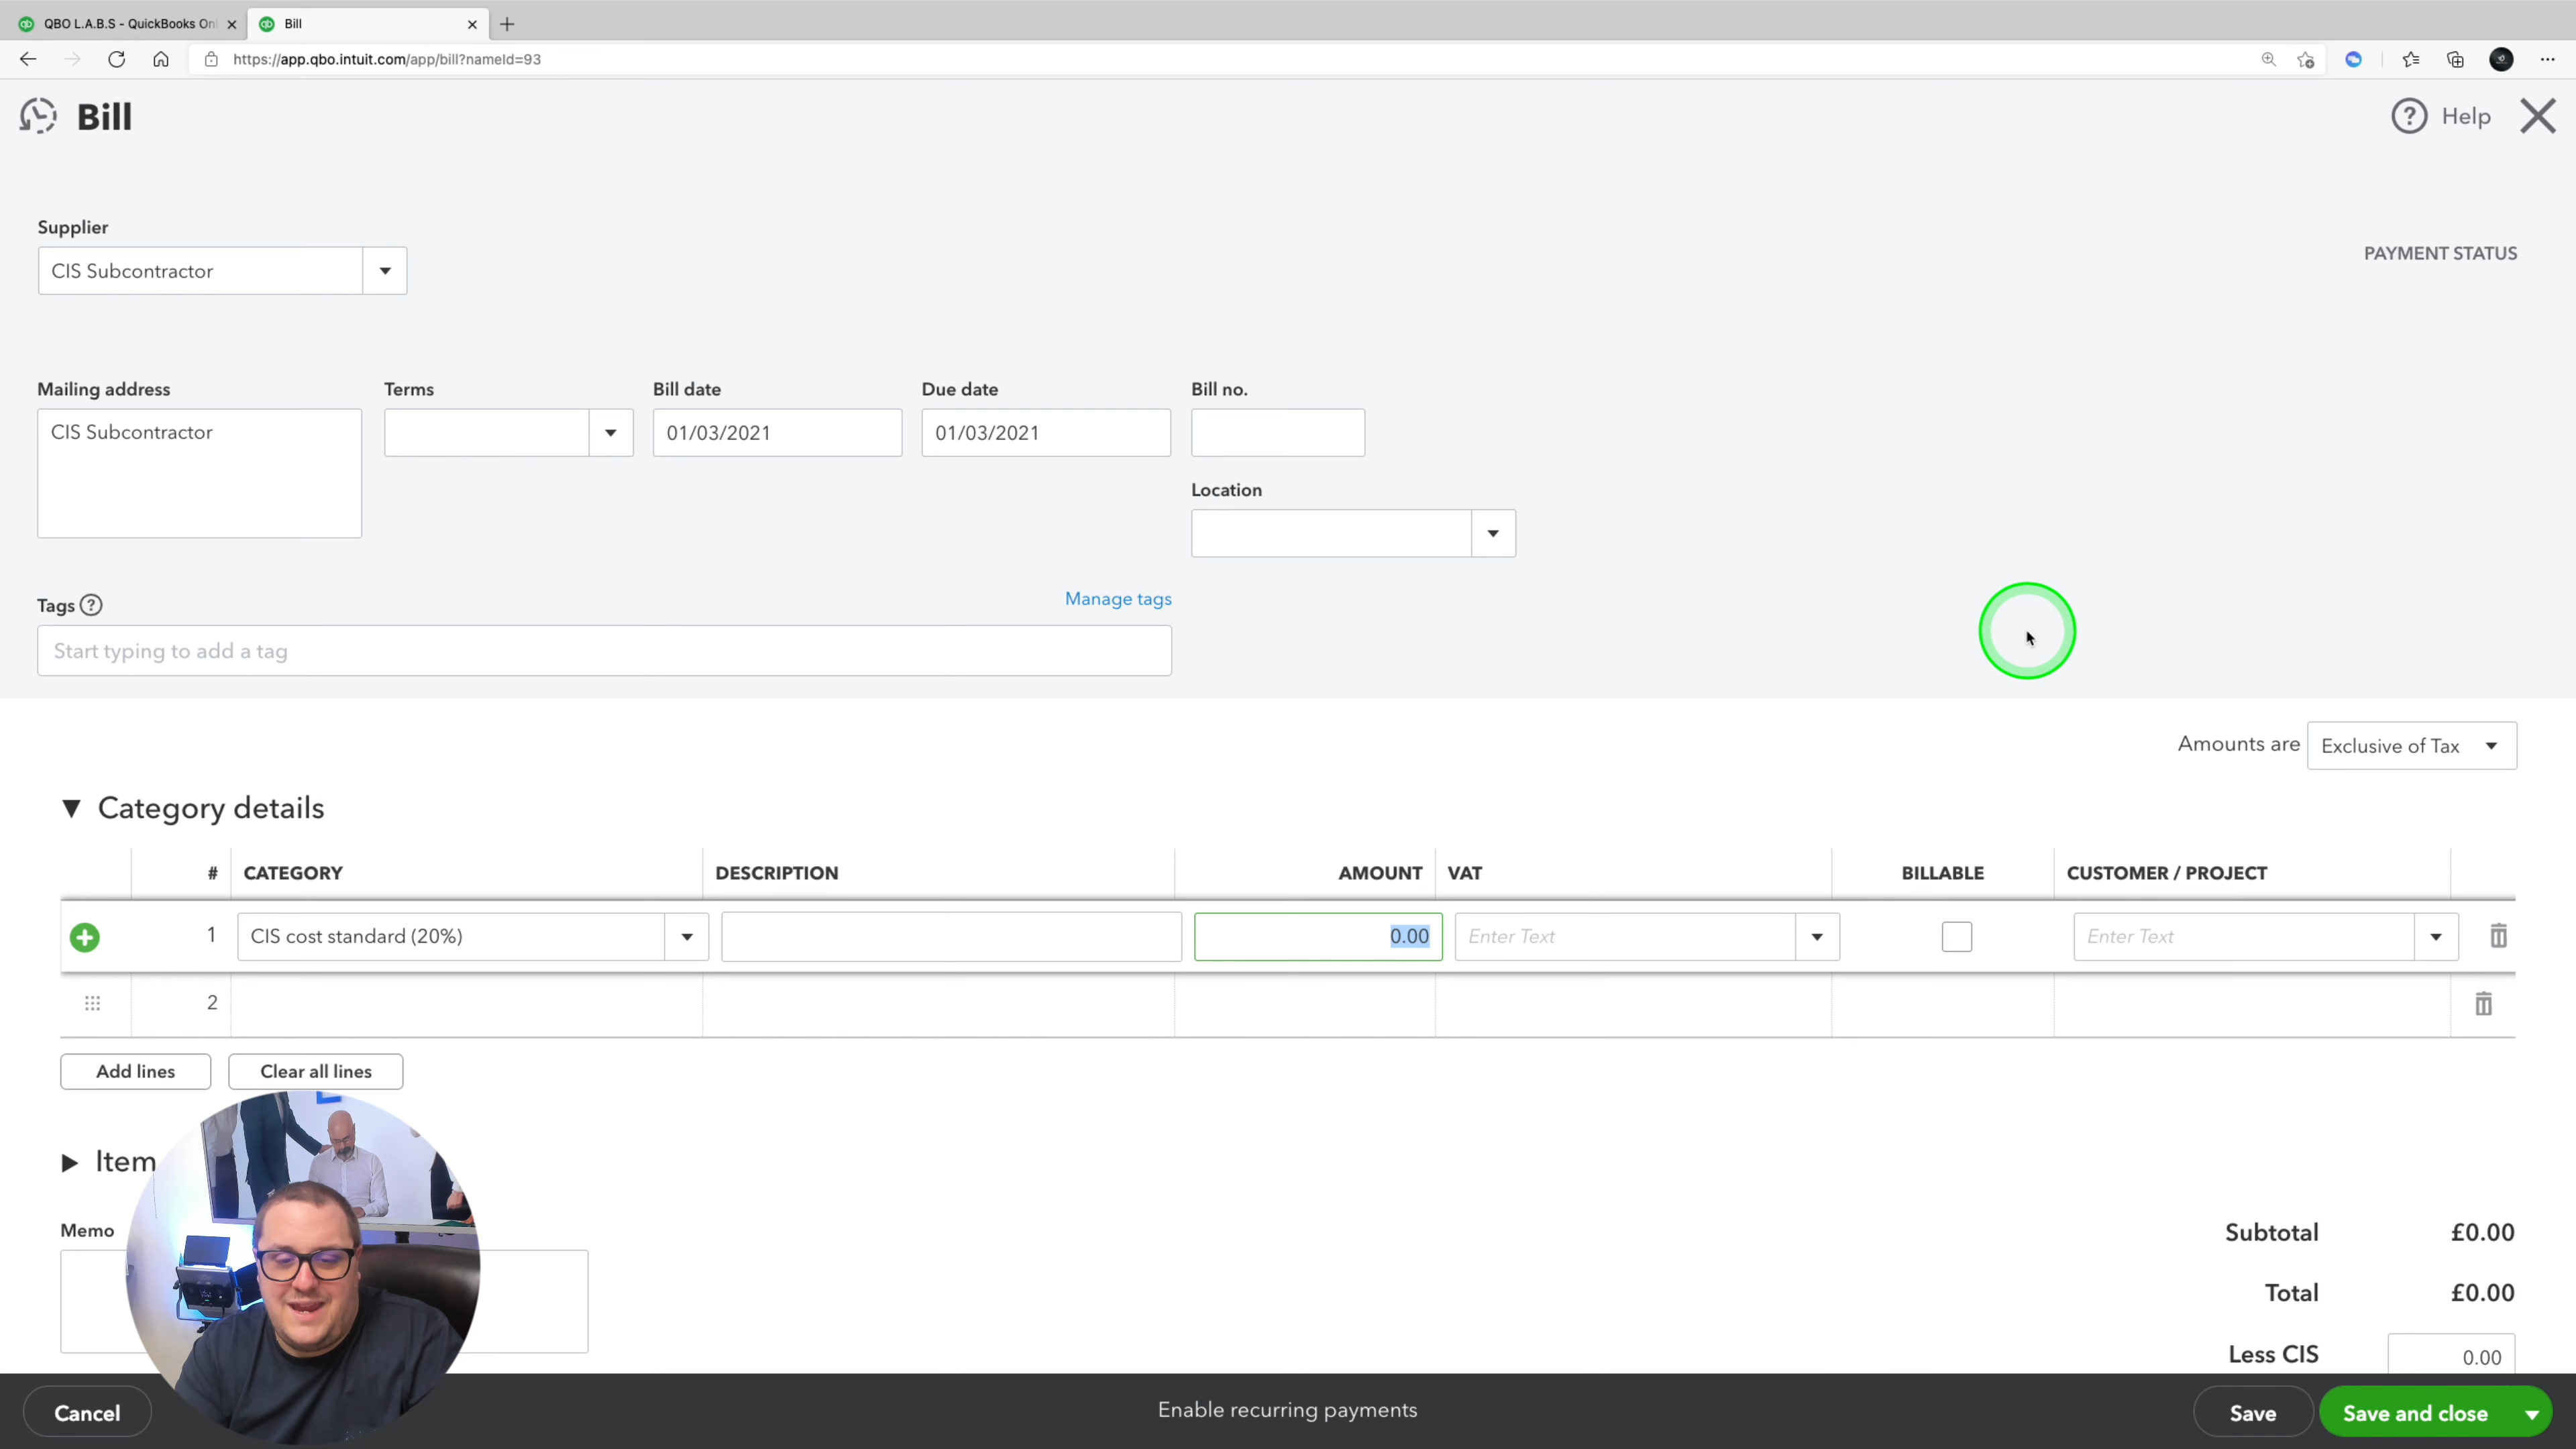 QBO L.A.B.S - QuickBooks Onl
Bill
https://app.qbo.intuit.com/app/bill?nameId=93
Bill
? Help
Supplier
PAYMENT STATUS
CIS Subcontractor
Mailing address Terms Bill date Due date Bill no.
CIS Subcontractor 01/03/2021 01/03/2021
Location
Tags ? Manage tags
Start typing to add a tag
Amounts are Exclusive of Tax
Category details
# CATEGORY DESCRIPTION AMOUNT VAT BILLABLE CUSTOMER / PROJECT
1 CIS cost standard (20%) 0.00 Enter Text Enter Text
2
Add lines Clear all lines
Item
Memo
Subtotal £0.00
Total £0.00
Less CIS 0.00
Cancel Enable recurring payments Save Save and close